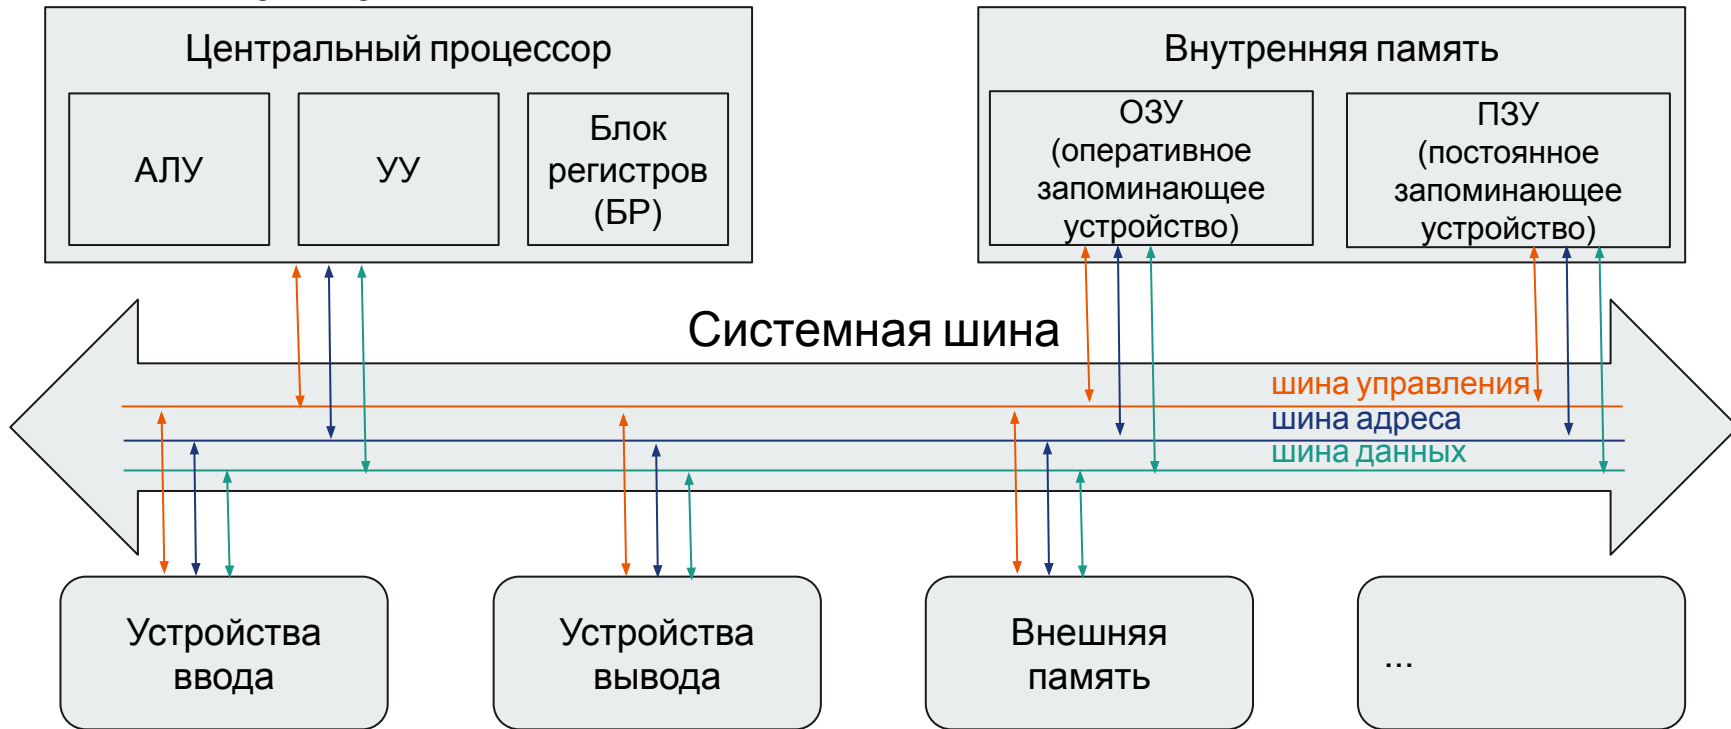 Центральный процессор
АЛУ
УУ
Блок
регистров
(БР)
Внутренняя память
ОЗУ
(оперативное
запоминающее
устройство)
ПЗУ
(постоянное
запоминающее
устройство)
Системная шина
шина управления
шина адреса
шина данных
Устройства
ввода
Устройства
вывода
Внешняя
память
...